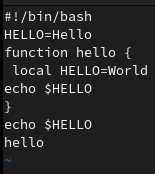 #!/bin/bash
HELLO=Hello
function hello {
 local HELLO=World
echo $HELLO
}
echo $HELLO
hello
~